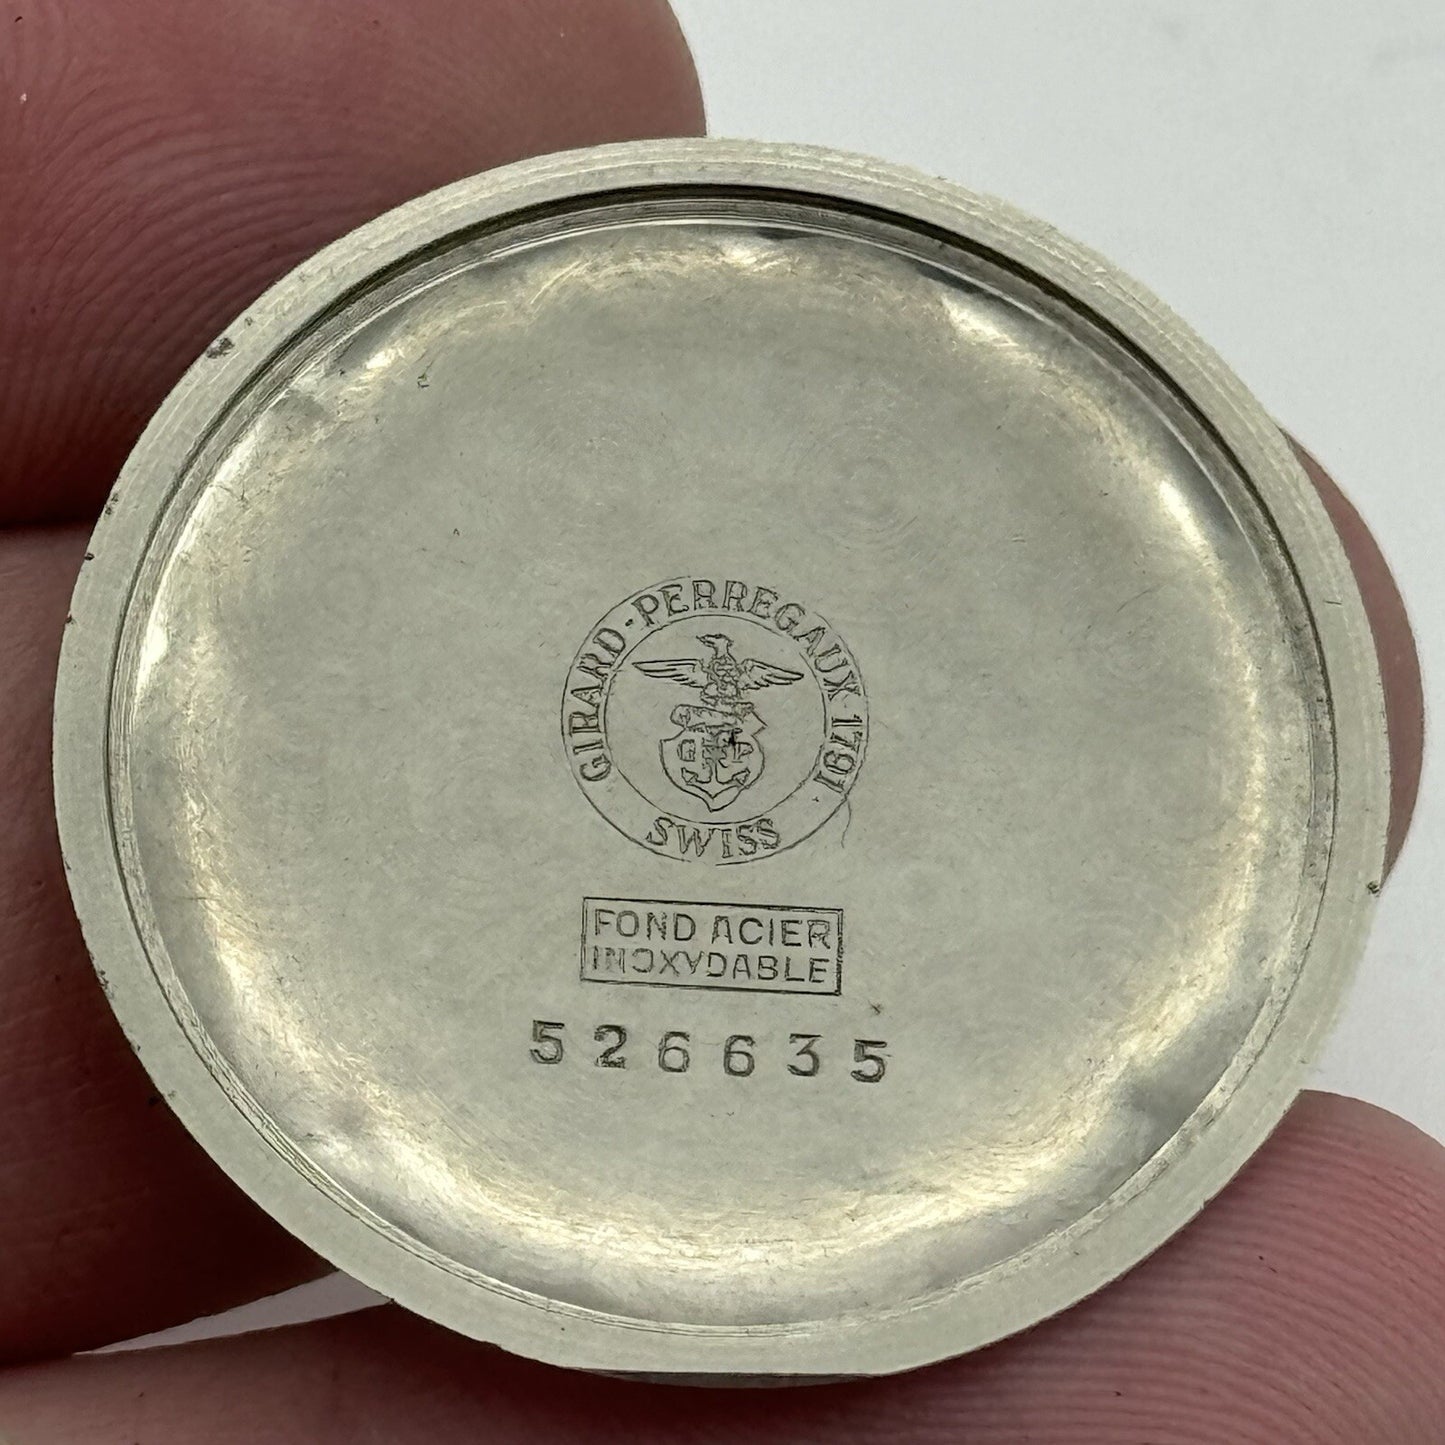 GIRARD-PERREGAUX 1791
SWISS
GP
FOND ACIER
INOXYDABLE
526635